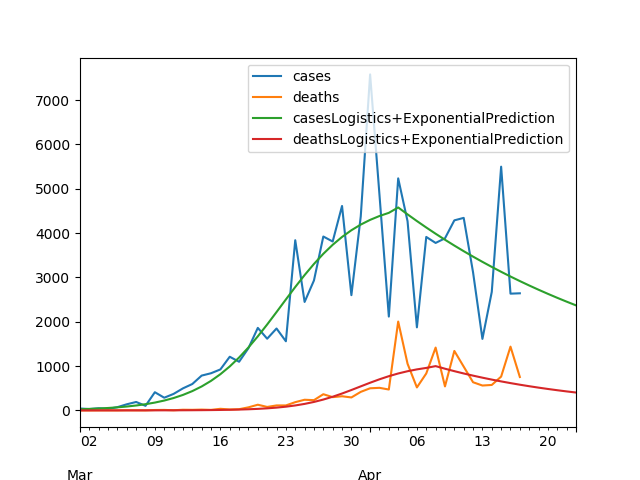 cases
deaths
casesLogistics+ExponentialPrediction
deathsLogistics+ExponentialPrediction
7000
6000
5000
4000
3000
2000
1000
0
02 09 16 23 30 06 13 20
Mar Apr